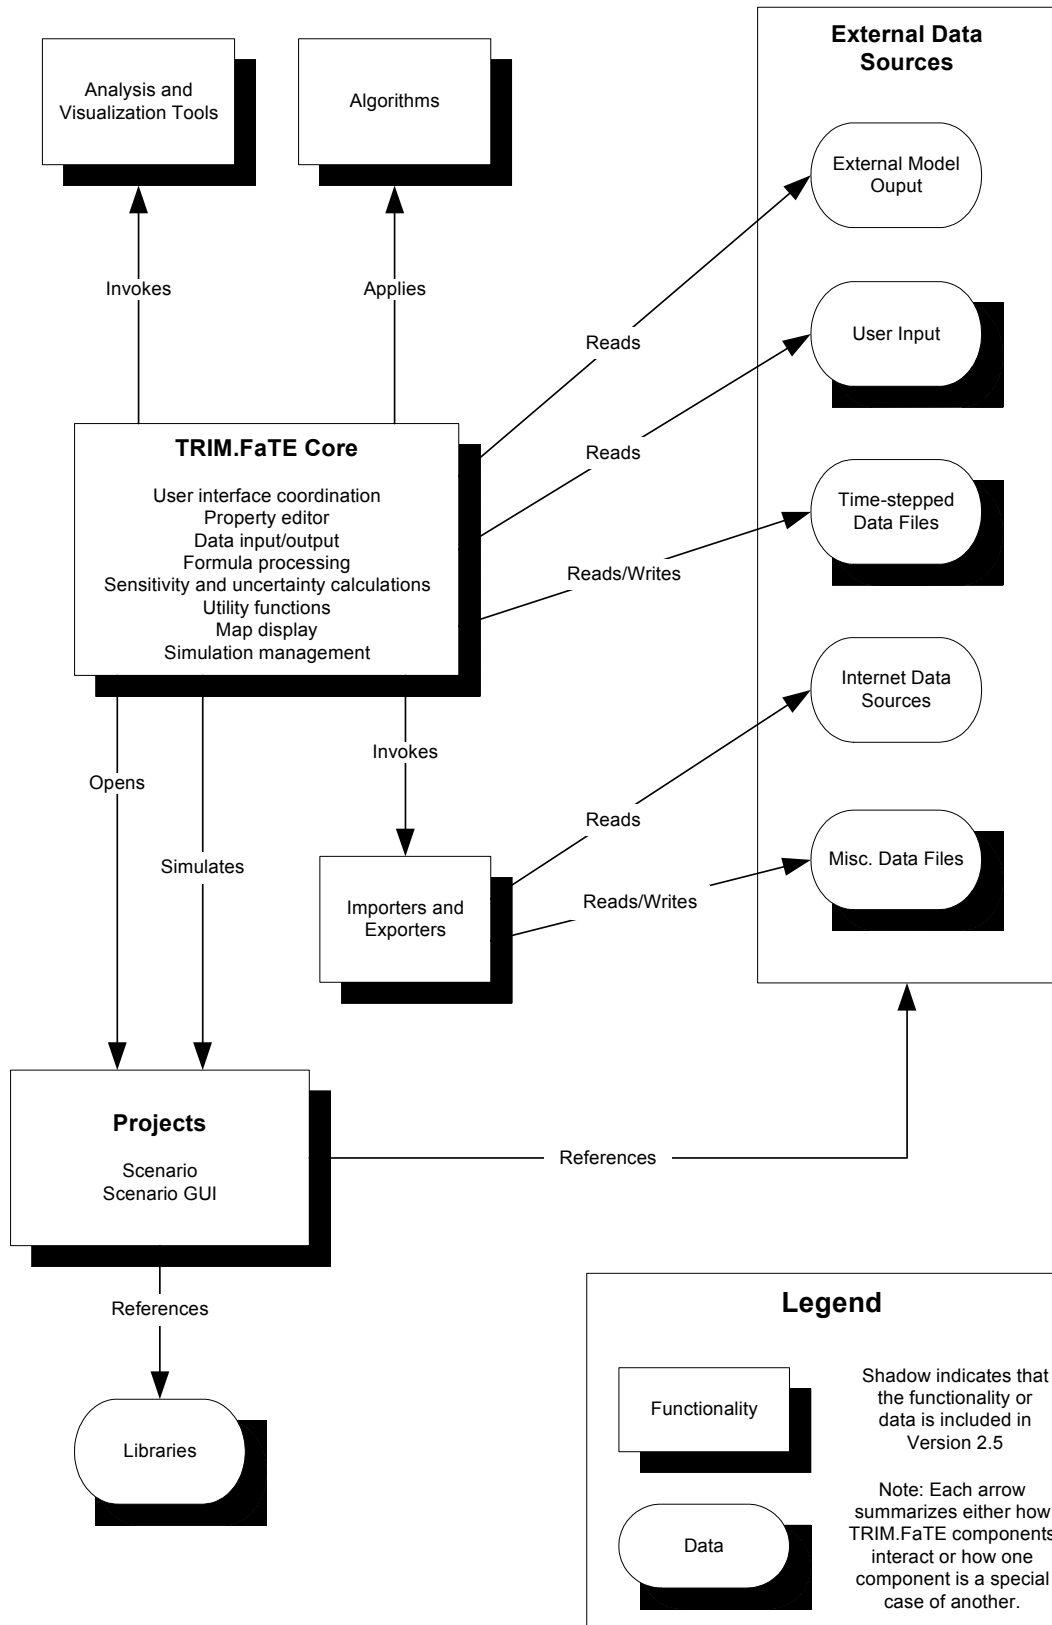 Analysis and
Visualization Tools
Algorithms
External Data
Sources
External Model
Ouput
User Input
Time-stepped
Data Files
Internet Data
Sources
Misc. Data Files
Invokes
Applies
Reads
Reads
Reads/Writes
TRIM.FaTE Core
User interface coordination
Property editor
Data input/output
Formula processing
Sensitivity and uncertainty calculations
Utility functions
Map display
Simulation management
Opens
Simulates
Invokes
Reads
Reads/Writes
Importers and
Exporters
Projects
Scenario
Scenario GUI
References
References
Libraries
Legend
Functionality
Shadow indicates that
the functionality or
data is included in
Version 2.5
Data
Note: Each arrow
summarizes either how
TRIM.FaTE components
interact or how one
component is a special
case of another.